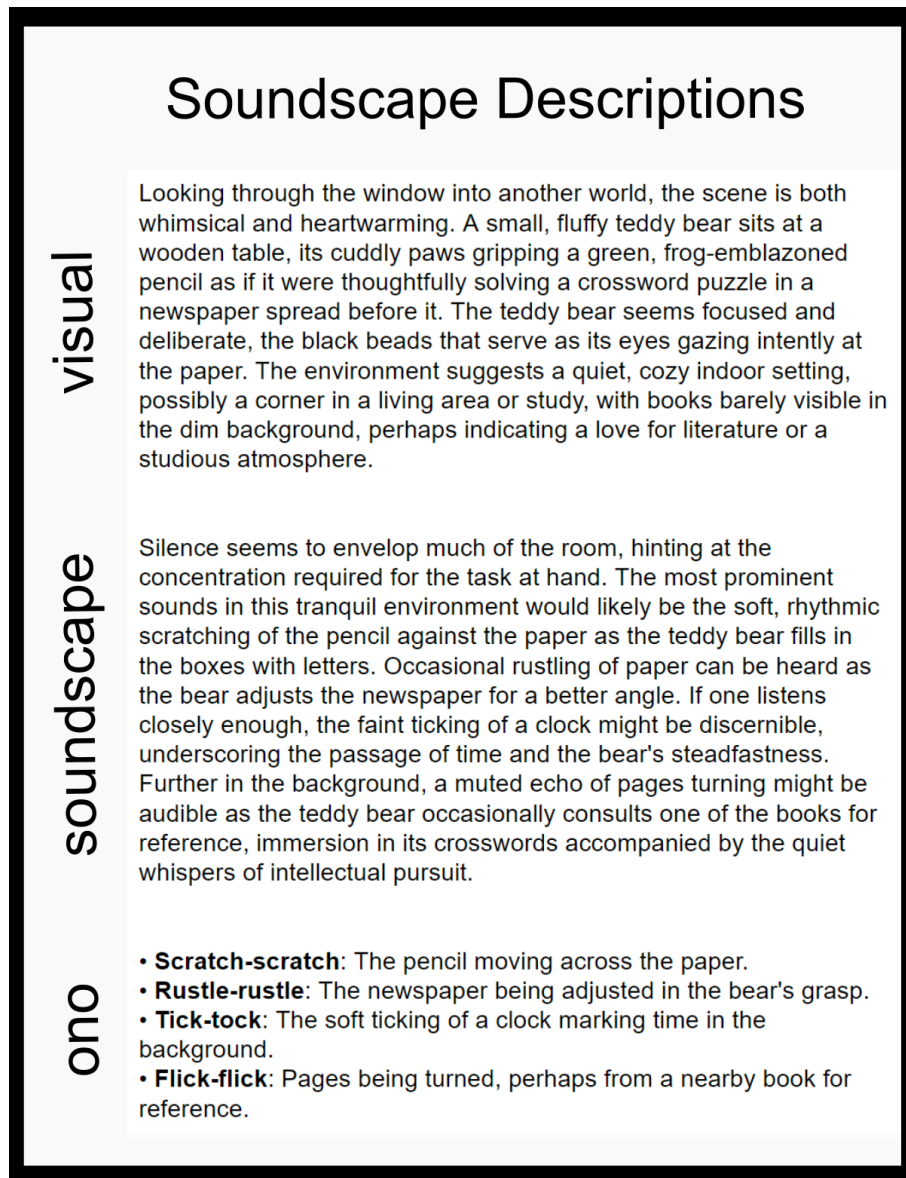 Soundscape Descriptions
visual
Looking through the window into another world, the scene is both
whimsical and heartwarming. A small, fluffy teddy bear sits at a
wooden table, its cuddly paws gripping a green, frog-emblazoned
pencil as if it were thoughtfully solving a crossword puzzle in a
newspaper spread before it. The teddy bear seems focused and
deliberate, the black beads that serve as its eyes gazing intently at
the paper. The environment suggests a quiet, cozy indoor setting,
possibly a corner in a living area or study, with books barely visible in
the dim background, perhaps indicating a love for literature or a
studious atmosphere.
soundscape
Silence seems to envelop much of the room, hinting at the
concentration required for the task at hand. The most prominent
sounds in this tranquil environment would likely be the soft, rhythmic
scratching of the pencil against the paper as the teddy bear fills in
the boxes with letters. Occasional rustling of paper can be heard as
the bear adjusts the newspaper for a better angle. If one listens
closely enough, the faint ticking of a clock might be discernible,
underscoring the passage of time and the bear's steadfastness.
Further in the background, a muted echo of pages turning might be
audible as the teddy bear occasionally consults one of the books for
reference, immersion in its crosswords accompanied by the quiet
whispers of intellectual pursuit.
ono
• Scratch-scratch: The pencil moving across the paper.
• Rustle-rustle: The newspaper being adjusted in the bear's grasp.
• Tick-tock: The soft ticking of a clock marking time in the
background.
• Flick-flick: Pages being turned, perhaps from a nearby book for
reference.